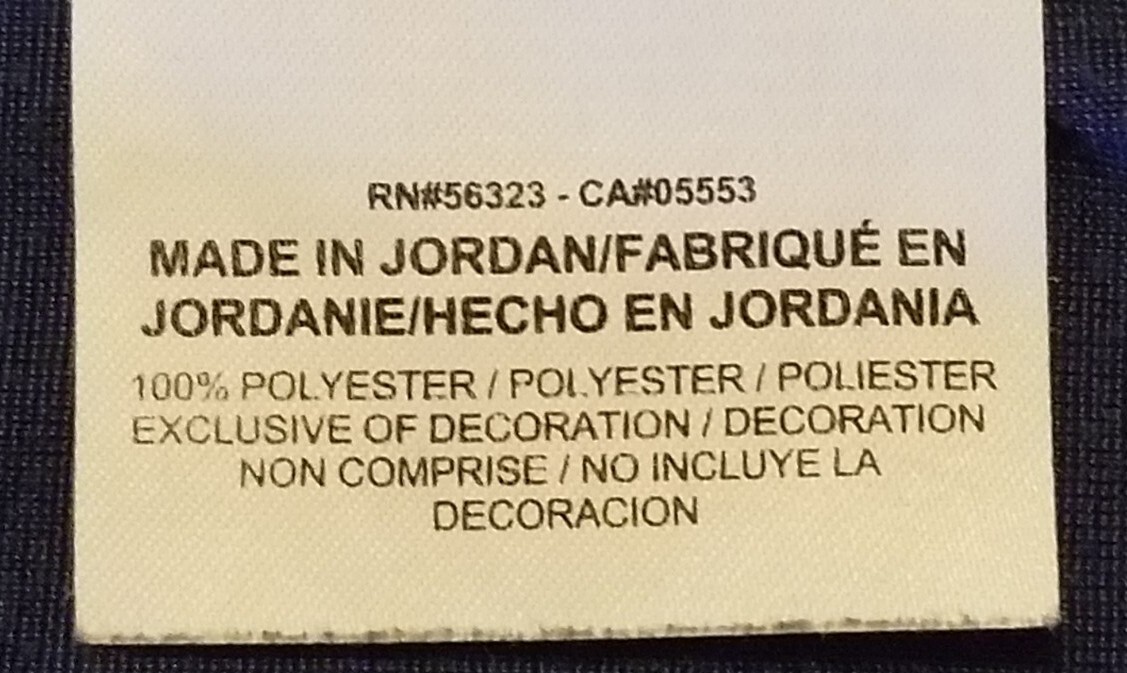 RN#56323 - CA#05553
MADE IN JORDAN/FABRIQUÉ EN
JORDANIE/HECHO EN JORDANIA
100% POLYESTER / POLYESTER / POLIESTER
EXCLUSIVE OF DECORATION / DECORATION
NON COMPRISE / NO INCLUYE LA
DECORACION